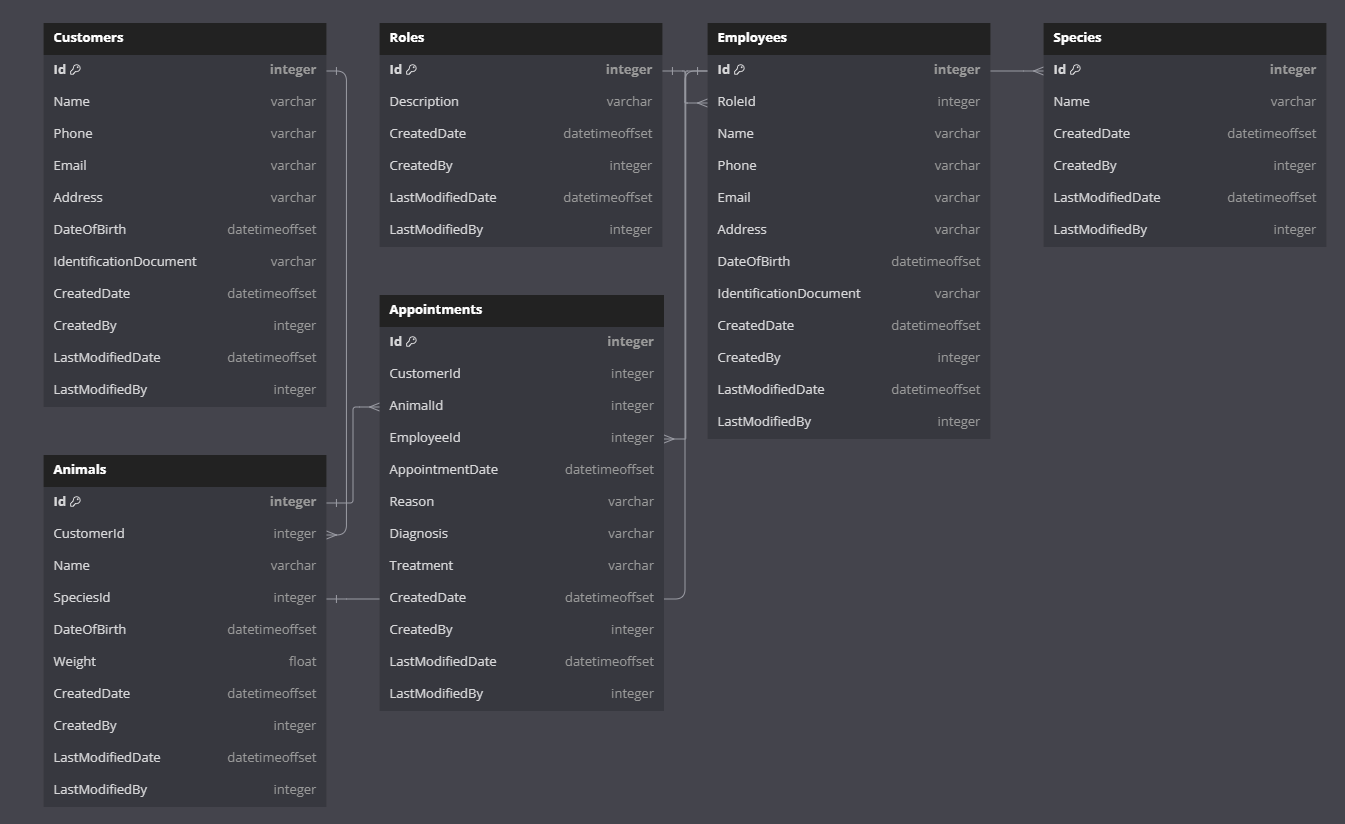 Customers
Id integer
Name varchar
Phone varchar
Email varchar
Address varchar
DateOfBirth datetimeoffset
IdentificationDocument varchar
CreatedDate datetimeoffset
CreatedBy integer
LastModifiedDate datetimeoffset
LastModifiedBy integer
Roles
Id integer
Description varchar
CreatedDate datetimeoffset
CreatedBy integer
LastModifiedDate datetimeoffset
LastModifiedBy integer
Employees
Id integer
RoleId integer
Name varchar
Phone varchar
Email varchar
Address varchar
DateOfBirth datetimeoffset
IdentificationDocument varchar
CreatedDate datetimeoffset
CreatedBy integer
LastModifiedDate datetimeoffset
LastModifiedBy integer
Species
Id integer
Name varchar
CreatedDate datetimeoffset
CreatedBy integer
LastModifiedDate datetimeoffset
LastModifiedBy integer
Appointments
Id integer
CustomerId integer
AnimalId integer
EmployeeId integer
AppointmentDate datetimeoffset
Reason varchar
Diagnosis varchar
Treatment varchar
CreatedDate datetimeoffset
CreatedBy integer
LastModifiedDate datetimeoffset
LastModifiedBy integer
Animals
Id integer
CustomerId integer
Name varchar
SpeciesId integer
DateOfBirth datetimeoffset
Weight float
CreatedDate datetimeoffset
CreatedBy integer
LastModifiedDate datetimeoffset
LastModifiedBy integer